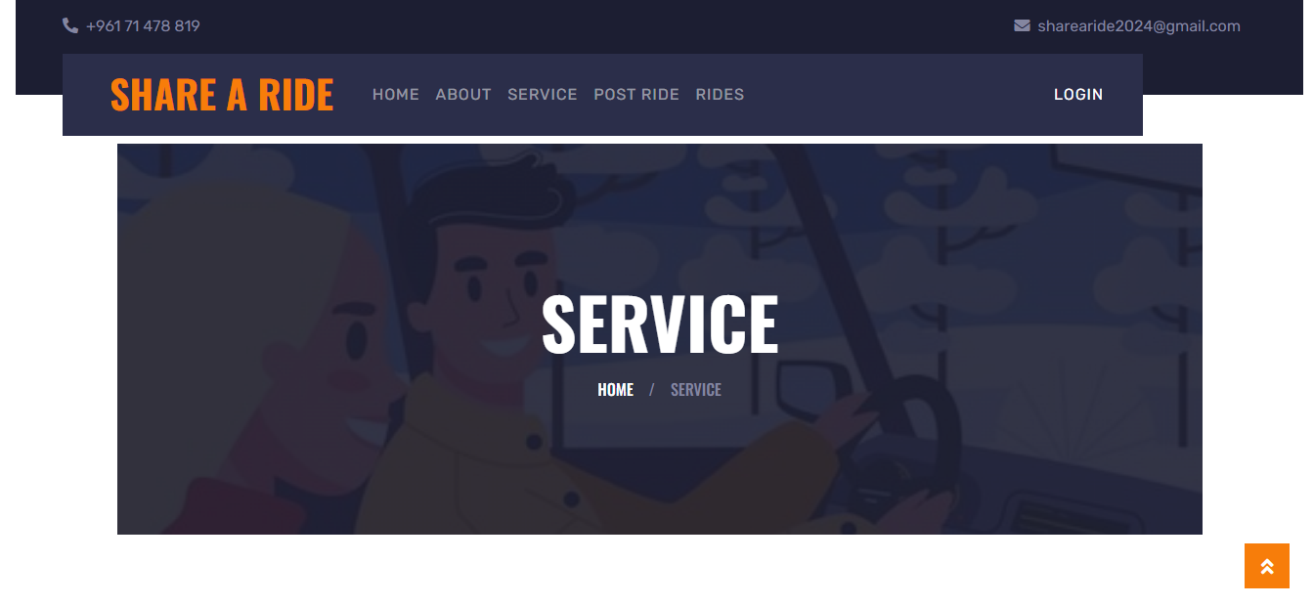 +961 71 478 819 sharearide2024@gmail.com
SHARE A RIDE HOME ABOUT SERVICE POST RIDE RIDES LOGIN
SERVICE
HOME / SERVICE